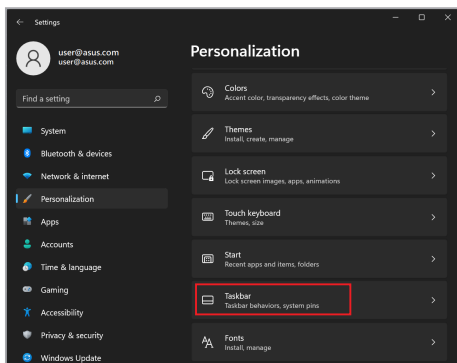 Settings
user@asus.com
user@asus.com
Find a setting
System
Bluetooth & devices
Network & internet
Personalization
Apps
Accounts
Time & language
Gaming
Accessibility
Privacy & security
Windows Update
Personalization
Colors
Accent color, transparency effects, color theme
Themes
Install, create, manage
Lock screen
Lock screen images, apps, animations
Touch keyboard
Themes, size
Start
Recent apps and items, folders
Taskbar
Taskbar behaviors, system pins
Fonts
Install, manage